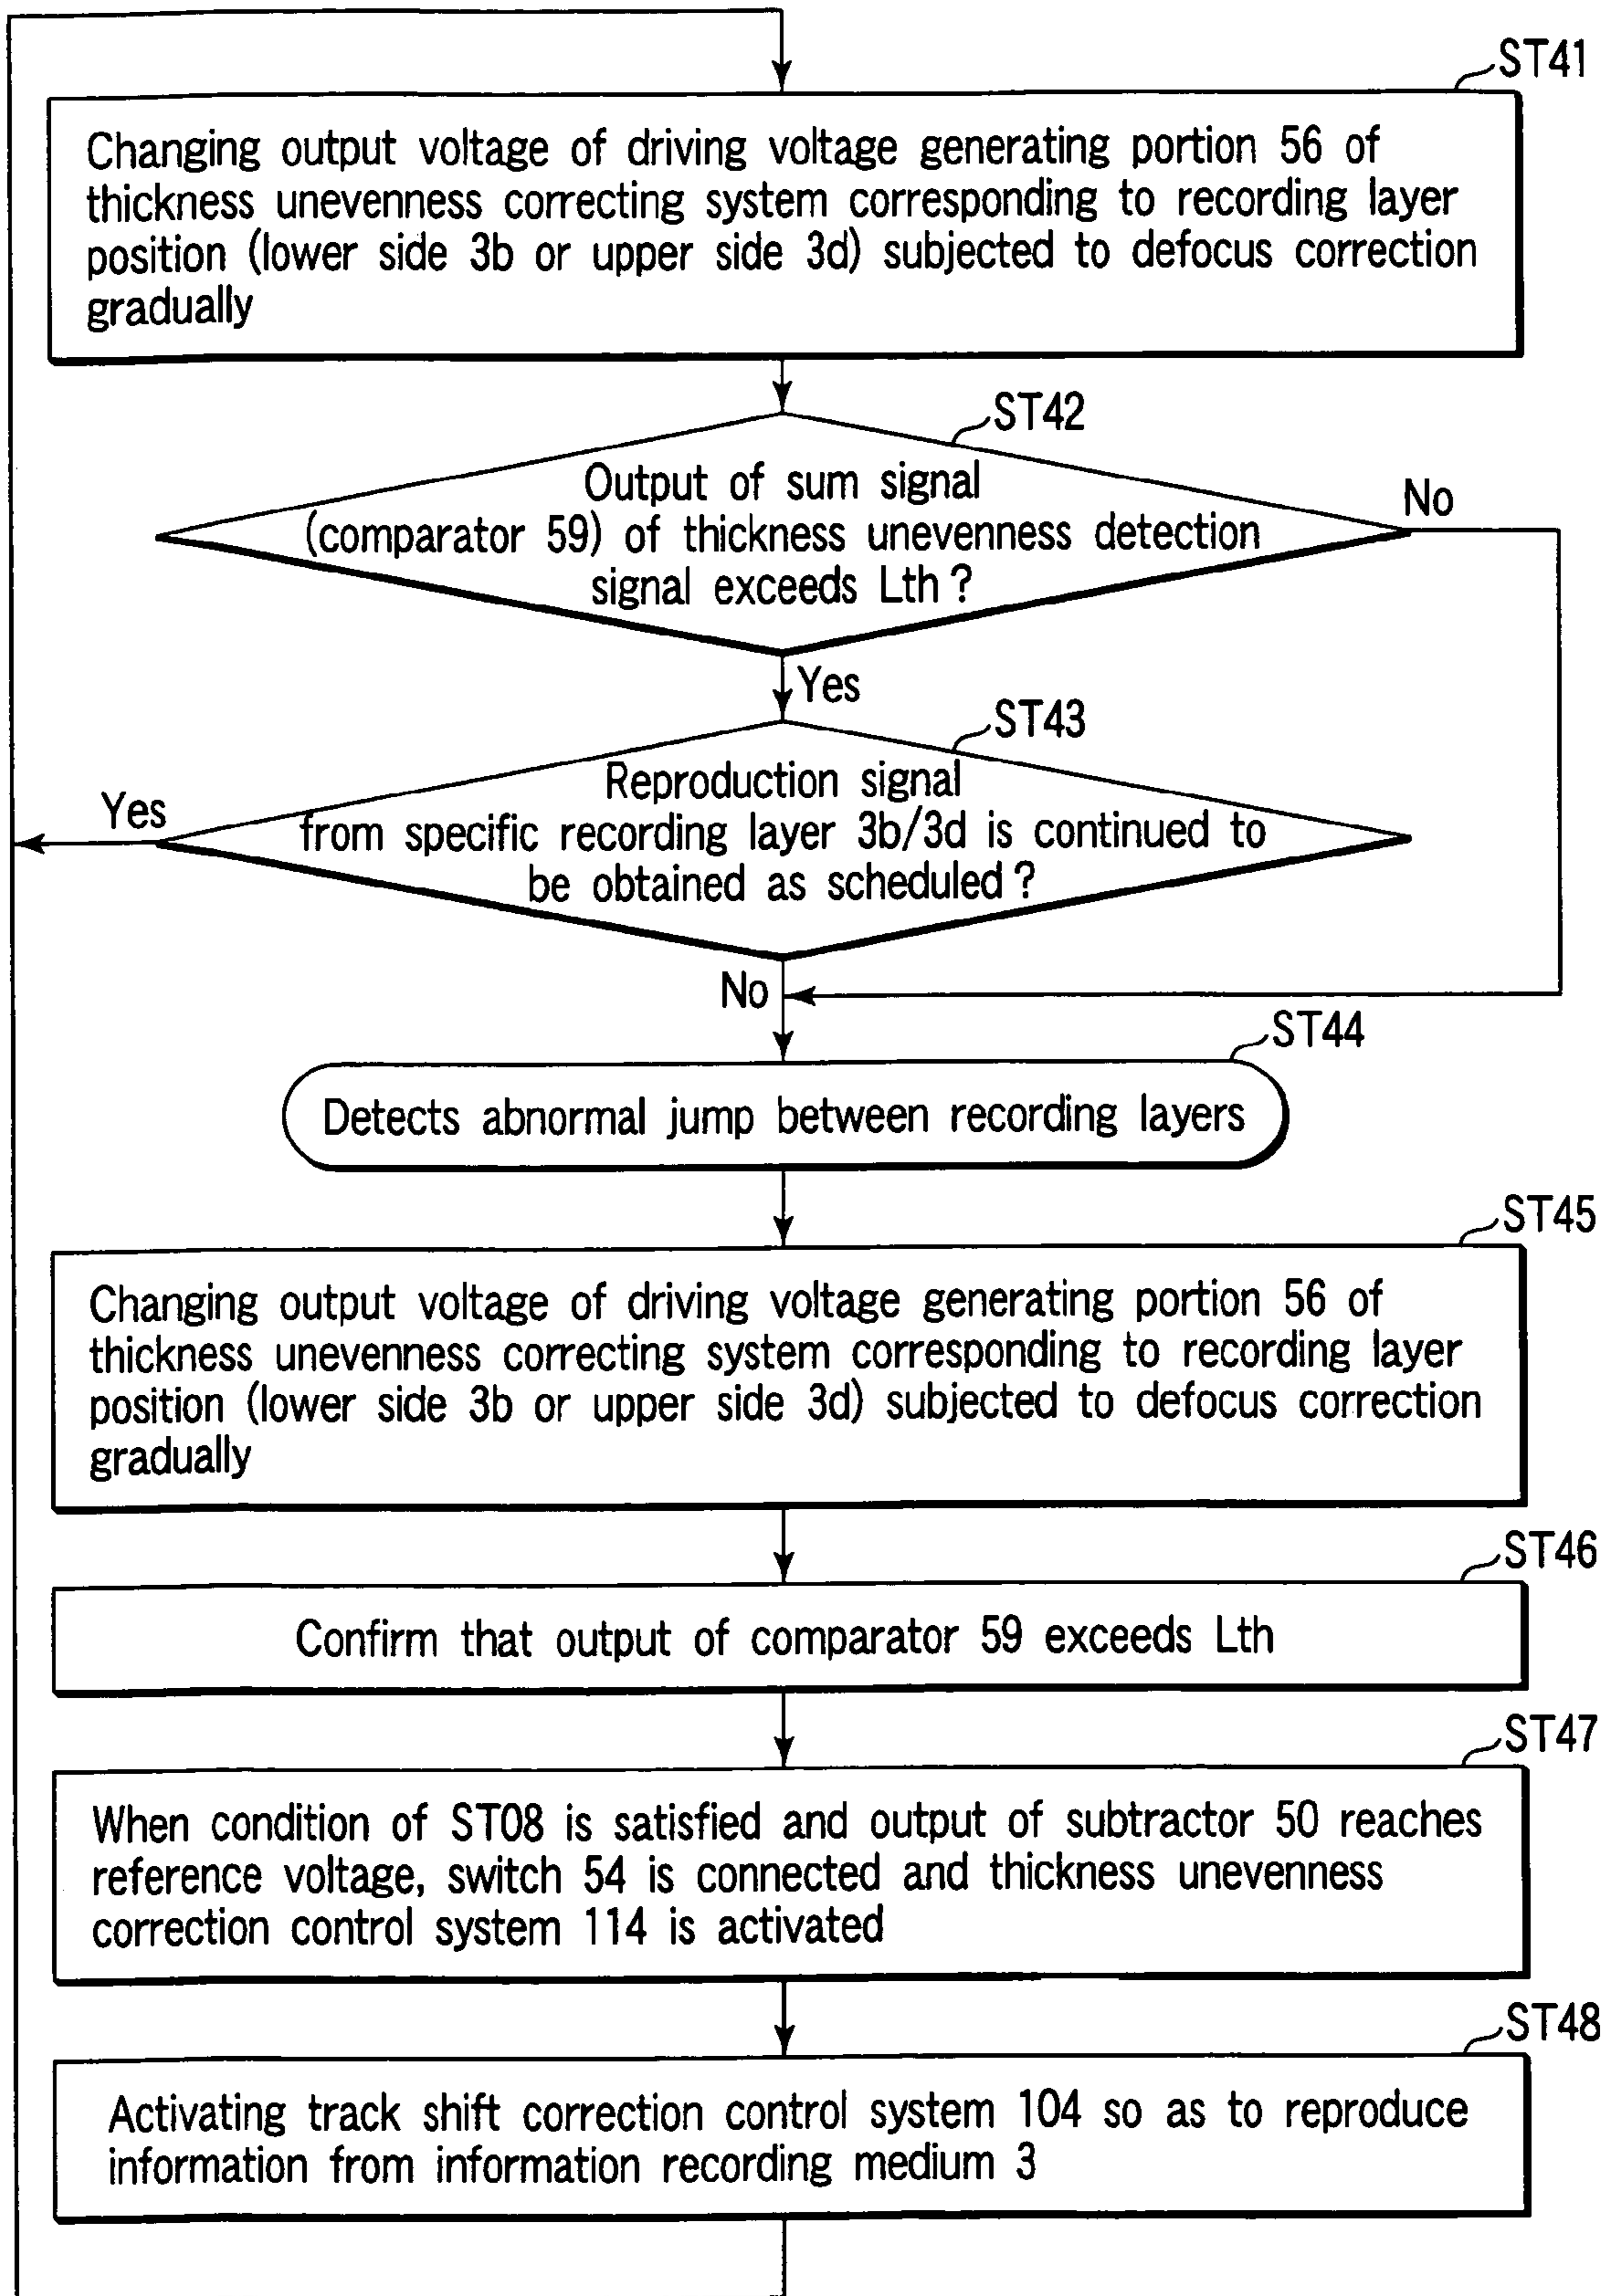 ST41
Changing output voltage of driving voltage generating portion 56 of
thickness unevenness correcting system corresponding to recording layer
position (lower side 3b or upper side 3d) subjected to defocus correction
gradually
ST42
Output of sum signal
(comparator 59) of thickness unevenness detection
signal exceeds Lth?
No
Yes
ST43
Reproduction signal
from specific recording layer 3b/3d is continued to
be obtained as scheduled?
Yes
No
ST44
Detects abnormal jump between recording layers
ST45
Changing output voltage of driving voltage generating portion 56 of
thickness unevenness correcting system corresponding to recording layer
position (lower side 3b or upper side 3d) subjected to defocus correction
gradually
ST46
Confirm that output of comparator 59 exceeds Lth
ST47
When condition of ST08 is satisfied and output of subtractor 50 reaches
reference voltage, switch 54 is connected and thickness unevenness
correction control system 114 is activated
ST48
Activating track shift correction control system 104 so as to reproduce
information from information recording medium 3